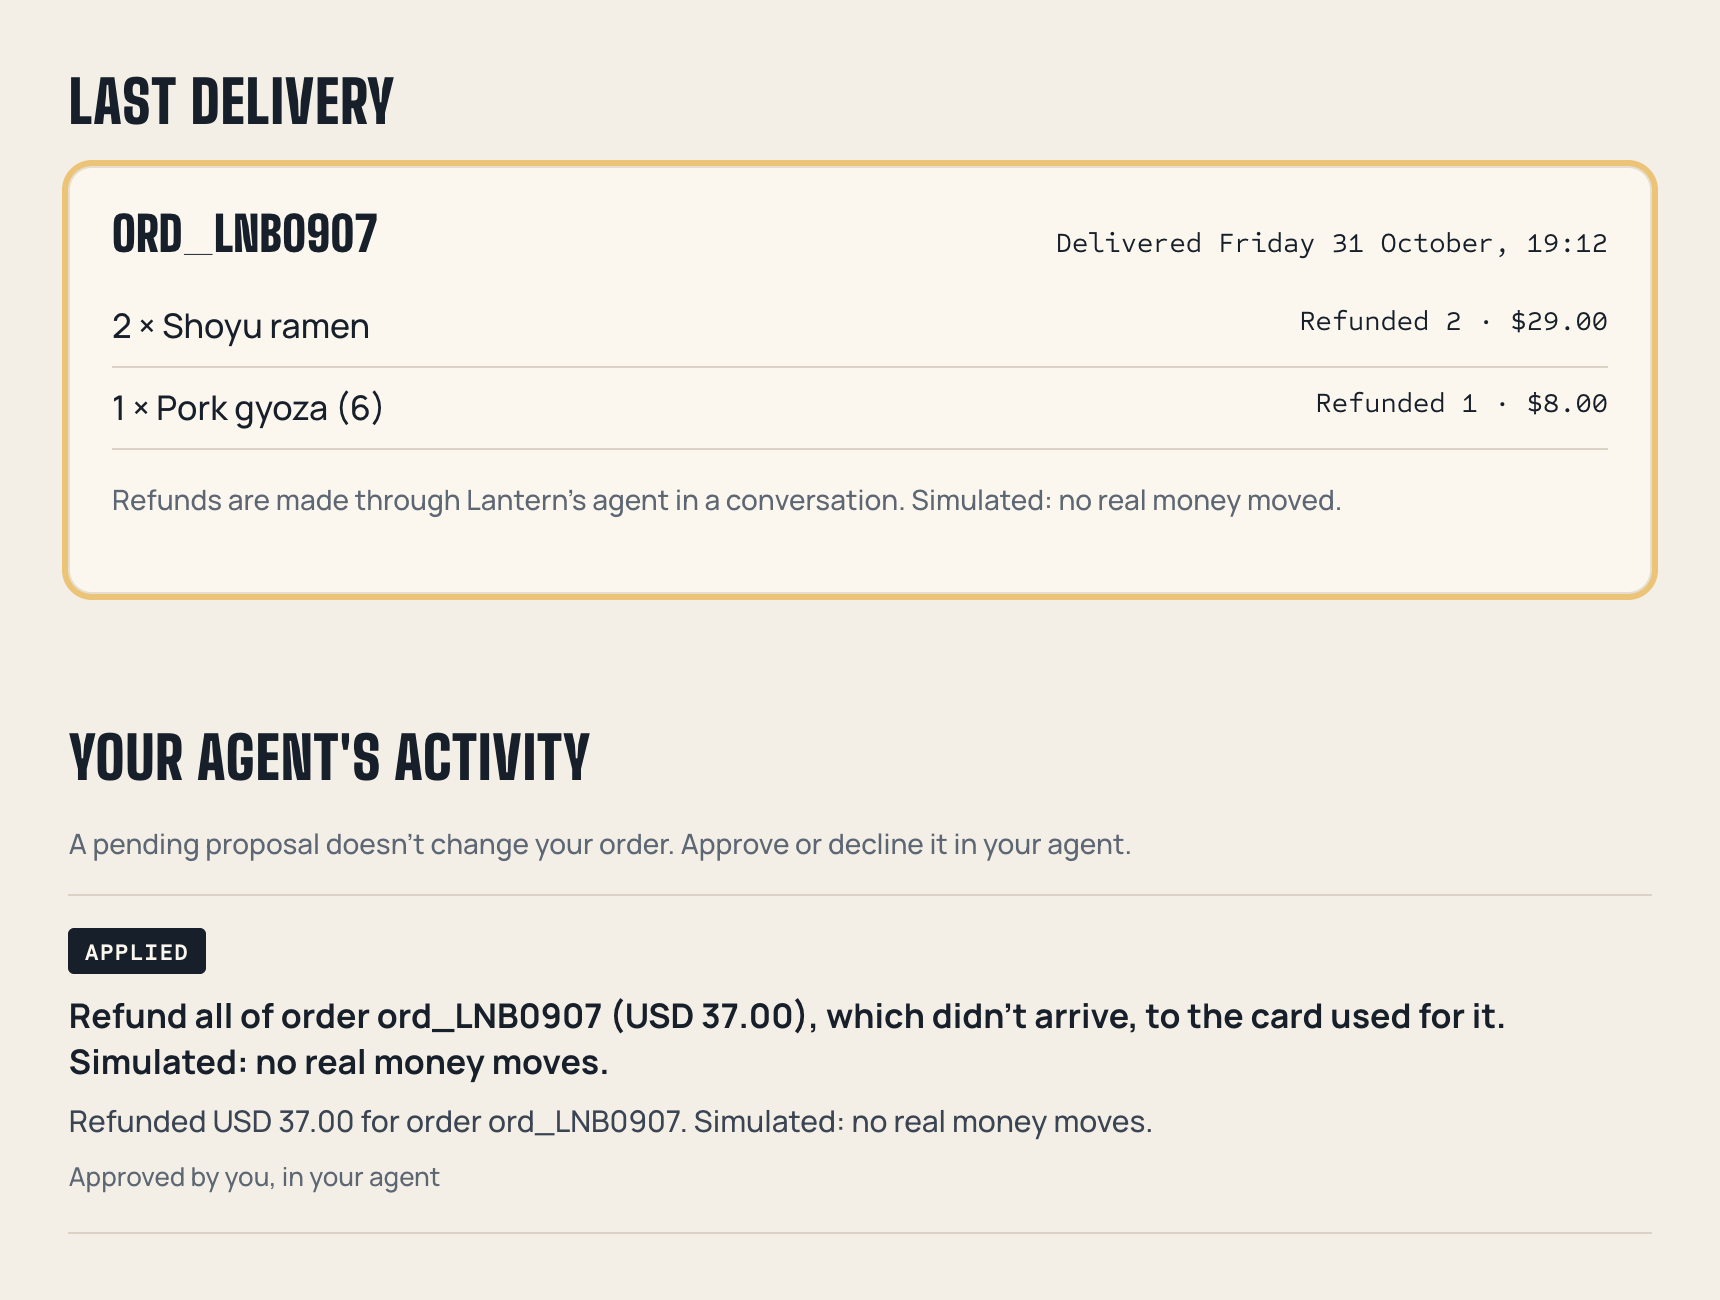 LAST DELIVERY
ORD_LNB0907
Delivered Friday 31 October, 19:12
2 × Shoyu ramen
Refunded 2 · $29.00
1 × Pork gyoza (6)
Refunded 1 · $8.00
Refunds are made through Lantern’s agent in a conversation. Simulated: no real money moved.
YOUR AGENT'S ACTIVITY
A pending proposal doesn’t change your order. Approve or decline it in your agent.
APPLIED
Refund all of order ord_LNB0907 (USD 37.00), which didn’t arrive, to the card used for it.
Simulated: no real money moves.
Refunded USD 37.00 for order ord_LNB0907. Simulated: no real money moves.
Approved by you, in your agent